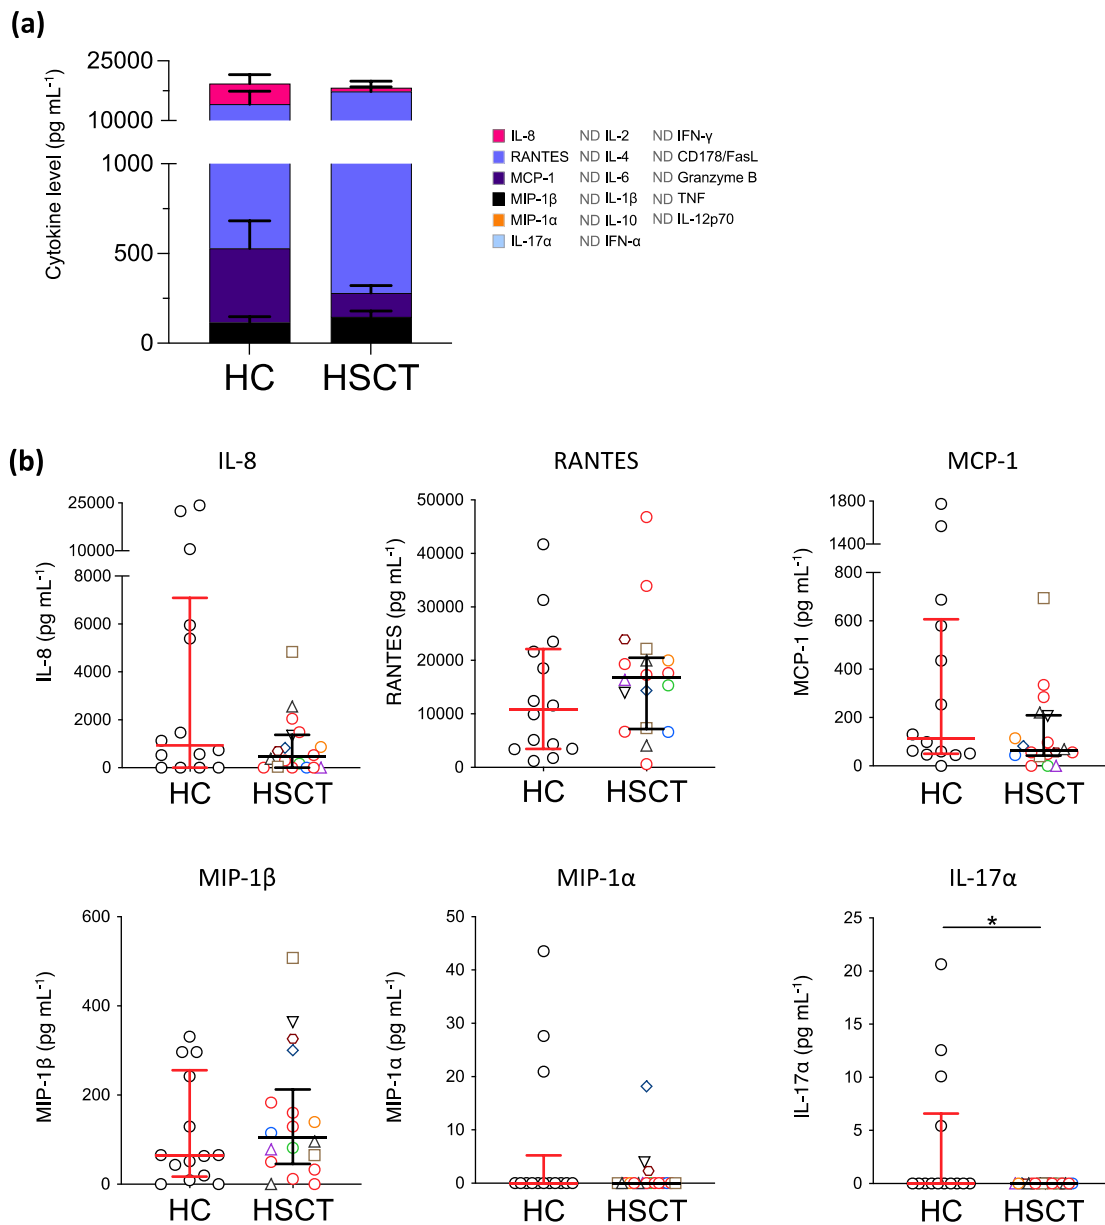 (a)
Cytokine level (pg mL⁻¹)
25000
10000
1000
500
0
HC HSCT
IL-8 ND IL-2 ND IFN-γ
RANTES ND IL-4 ND CD178/FasL
MCP-1 ND IL-6 ND Granzyme B
MIP-1β ND IL-1β ND TNF
MIP-1α ND IL-10 ND IL-12p70
IL-17α ND IFN-α
(b)
IL-8
IL-8 (pg mL⁻¹)
25000
10000
8000
6000
4000
2000
0
HC HSCT
RANTES
RANTES (pg mL⁻¹)
50000
40000
30000
20000
10000
0
HC HSCT
MCP-1
MCP-1 (pg mL⁻¹)
1800
1400
800
600
400
200
0
HC HSCT
MIP-1β
MIP-1β (pg mL⁻¹)
600
400
200
0
HC HSCT
MIP-1α
MIP-1α (pg mL⁻¹)
50
40
30
20
10
0
HC HSCT
IL-17α
IL-17α (pg mL⁻¹)
25
20
15
10
5
0
*
HC HSCT